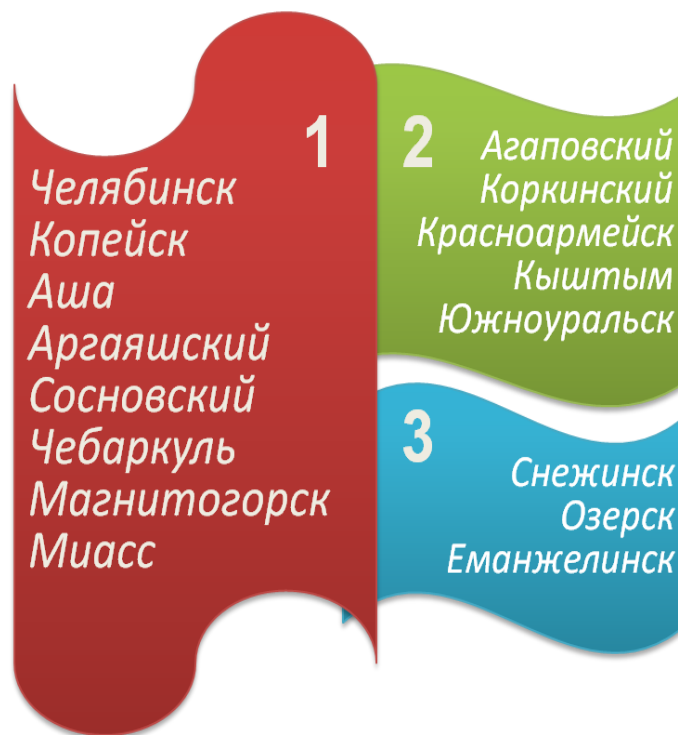 1
Челябинск
Копейск
Аша
Аргаяшский
Сосновский
Чебаркуль
Магнитогорск
Миасс
2
Агаповский
Коркинский
Красноармейск
Кыштым
Южноуральск
3
Снежинск
Озерск
Еманжелинск